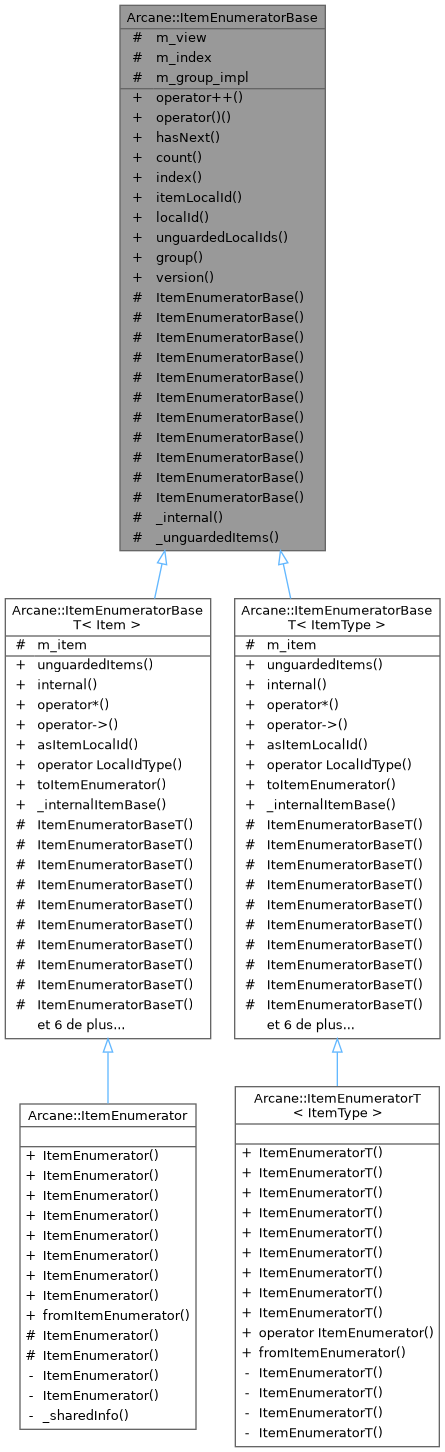 Arcane::ItemEnumeratorBase
# m_view
# m_index
# m_group_impl
+ operator++()
+ operator()()
+ hasNext()
+ count()
+ index()
+ itemLocalId()
+ localId()
+ unguardedLocalIds()
+ group()
+ version()
# ItemEnumeratorBase()
# ItemEnumeratorBase()
# ItemEnumeratorBase()
# ItemEnumeratorBase()
# ItemEnumeratorBase()
# ItemEnumeratorBase()
# ItemEnumeratorBase()
# ItemEnumeratorBase()
# ItemEnumeratorBase()
# ItemEnumeratorBase()
# ItemEnumeratorBase()
# _internal()
# _unguardedItems()
Arcane::ItemEnumeratorBase
T< Item >
# m_item
+ unguardedItems()
+ internal()
+ operator*()
+ operator->()
+ asItemLocalId()
+ operator LocalIdType()
+ toItemEnumerator()
+ _internalItemBase()
# ItemEnumeratorBaseT()
# ItemEnumeratorBaseT()
# ItemEnumeratorBaseT()
# ItemEnumeratorBaseT()
# ItemEnumeratorBaseT()
# ItemEnumeratorBaseT()
# ItemEnumeratorBaseT()
# ItemEnumeratorBaseT()
# ItemEnumeratorBaseT()
# ItemEnumeratorBaseT()
et 6 de plus...
Arcane::ItemEnumeratorBase
T< ItemType >
# m_item
+ unguardedItems()
+ internal()
+ operator*()
+ operator->()
+ asItemLocalId()
+ operator LocalIdType()
+ toItemEnumerator()
+ _internalItemBase()
# ItemEnumeratorBaseT()
# ItemEnumeratorBaseT()
# ItemEnumeratorBaseT()
# ItemEnumeratorBaseT()
# ItemEnumeratorBaseT()
# ItemEnumeratorBaseT()
# ItemEnumeratorBaseT()
# ItemEnumeratorBaseT()
# ItemEnumeratorBaseT()
# ItemEnumeratorBaseT()
et 6 de plus...
Arcane::ItemEnumerator
+ ItemEnumerator()
+ ItemEnumerator()
+ ItemEnumerator()
+ ItemEnumerator()
+ ItemEnumerator()
+ ItemEnumerator()
+ ItemEnumerator()
+ ItemEnumerator()
+ fromItemEnumerator()
# ItemEnumerator()
# ItemEnumerator()
- ItemEnumerator()
- ItemEnumerator()
- _sharedInfo()
Arcane::ItemEnumeratorT
< ItemType >
+ ItemEnumeratorT()
+ ItemEnumeratorT()
+ ItemEnumeratorT()
+ ItemEnumeratorT()
+ ItemEnumeratorT()
+ ItemEnumeratorT()
+ ItemEnumeratorT()
+ ItemEnumeratorT()
+ ItemEnumeratorT()
+ operator ItemEnumerator()
+ fromItemEnumerator()
- ItemEnumeratorT()
- ItemEnumeratorT()
- ItemEnumeratorT()
- ItemEnumeratorT()